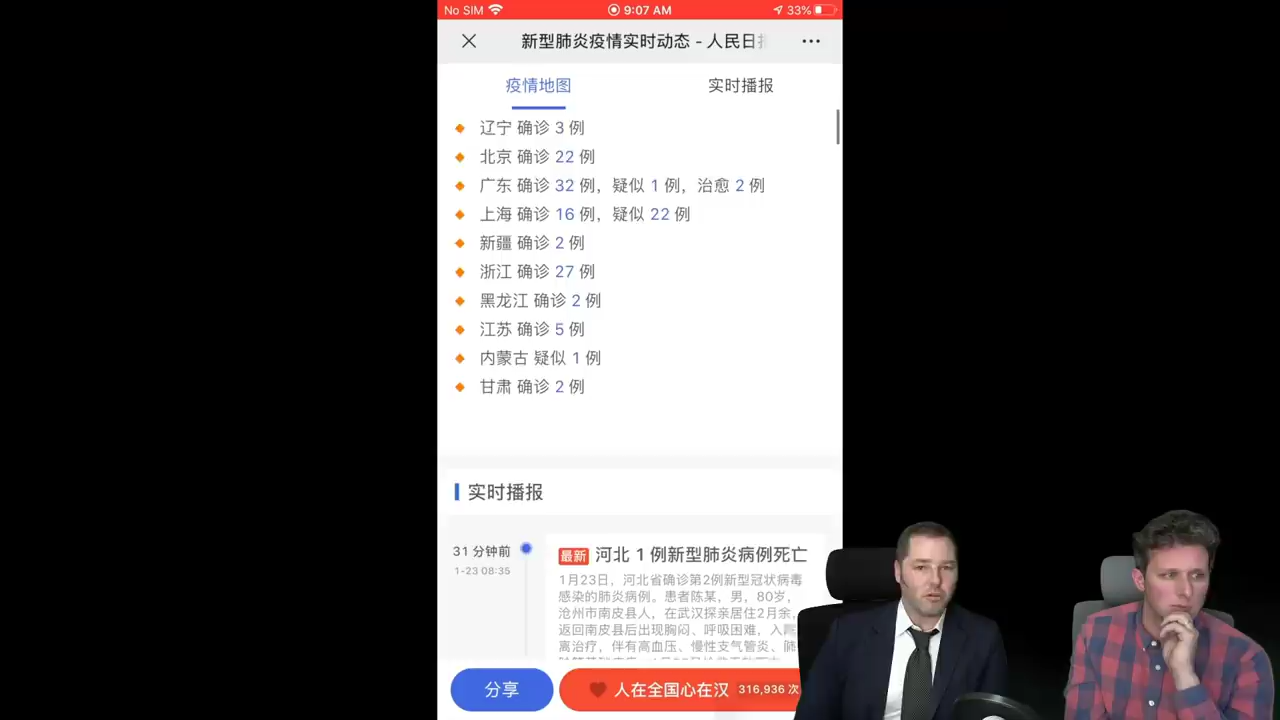 No SIM 9:07 AM 33%
新型肺炎疫情实时动态 - 人民日
疫情地图 实时播报
辽宁 确诊 3 例
北京 确诊 22 例
广东 确诊 32 例，疑似 1 例，治愈 2 例
上海 确诊 16 例，疑似 22 例
新疆 确诊 2 例
浙江 确诊 27 例
黑龙江 确诊 2 例
江苏 确诊 5 例
内蒙古 疑似 1 例
甘肃 确诊 2 例
实时播报
31 分钟前
1-23 08:35
最新 河北 1 例新型肺炎病例死亡
1月23日，河北省确诊第2例新型冠状病毒
感染的肺炎病例。患者陈某，男，80岁，
沧州市南皮县人，在武汉探亲居住2月余，
返回南皮县后出现胸闷、呼吸困难，入院
离治疗，伴有高血压、慢性支气管炎、肺
分享 人在全国心在汉 316,936 次